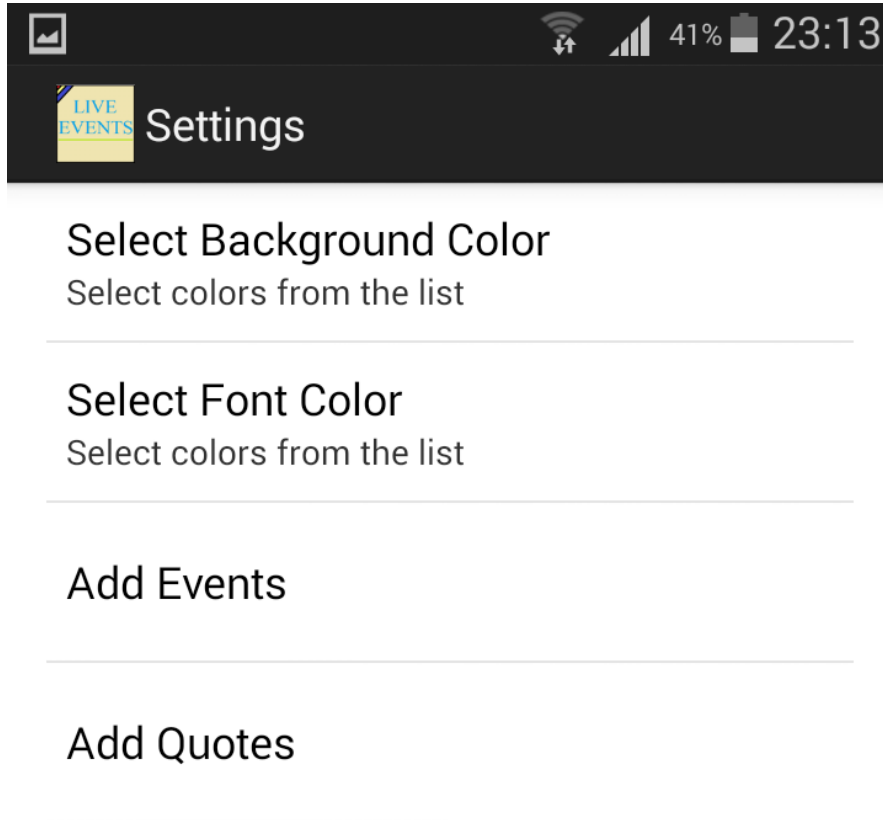 41% 23:13
LIVE
EVENTS
Settings
Select Background Color
Select colors from the list
Select Font Color
Select colors from the list
Add Events
Add Quotes